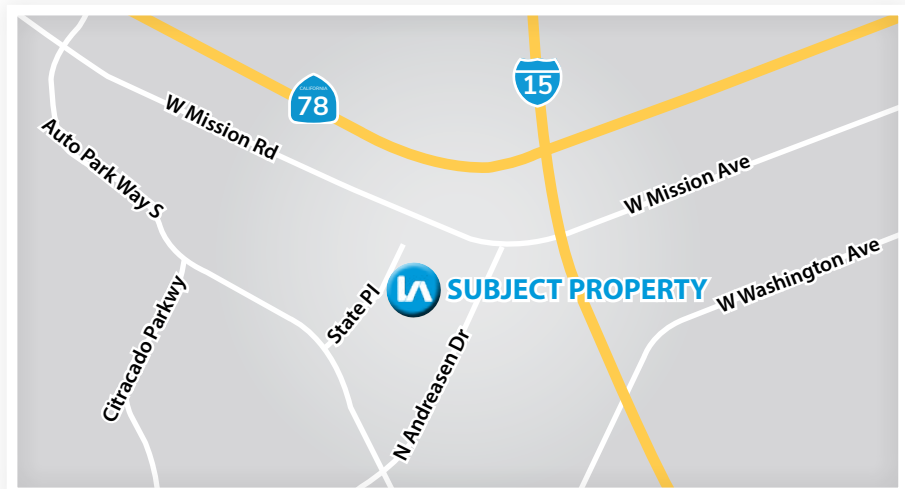 CALIFORNIA
78
15
W Mission Rd
Auto Park Way S
W Mission Ave
W Washington Ave
State Pl
SUBJECT PROPERTY
Citracado Parkwy
N Andreasen Dr